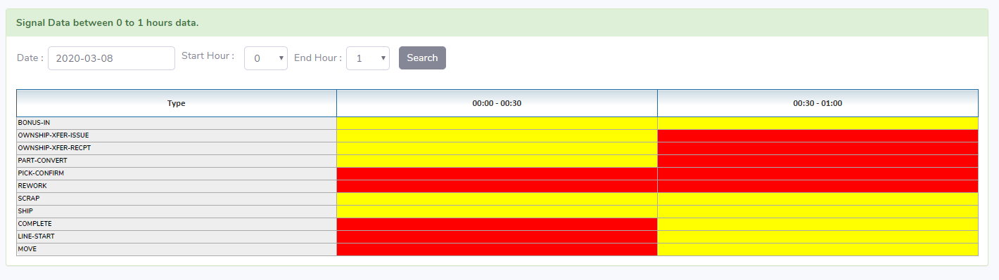 Signal Data between 0 to 1 hours data.
Date : 2020-03-08 Start Hour : 0 End Hour : 1 Search
Type 00:00 - 00:30 00:30 - 01:00
BONUS-IN
OWNSHIP-XFER-ISSUE
OWNSHIP-XFER-RECPT
PART-CONVERT
PICK-CONFIRM
REWORK
SCRAP
SHIP
COMPLETE
LINE-START
MOVE